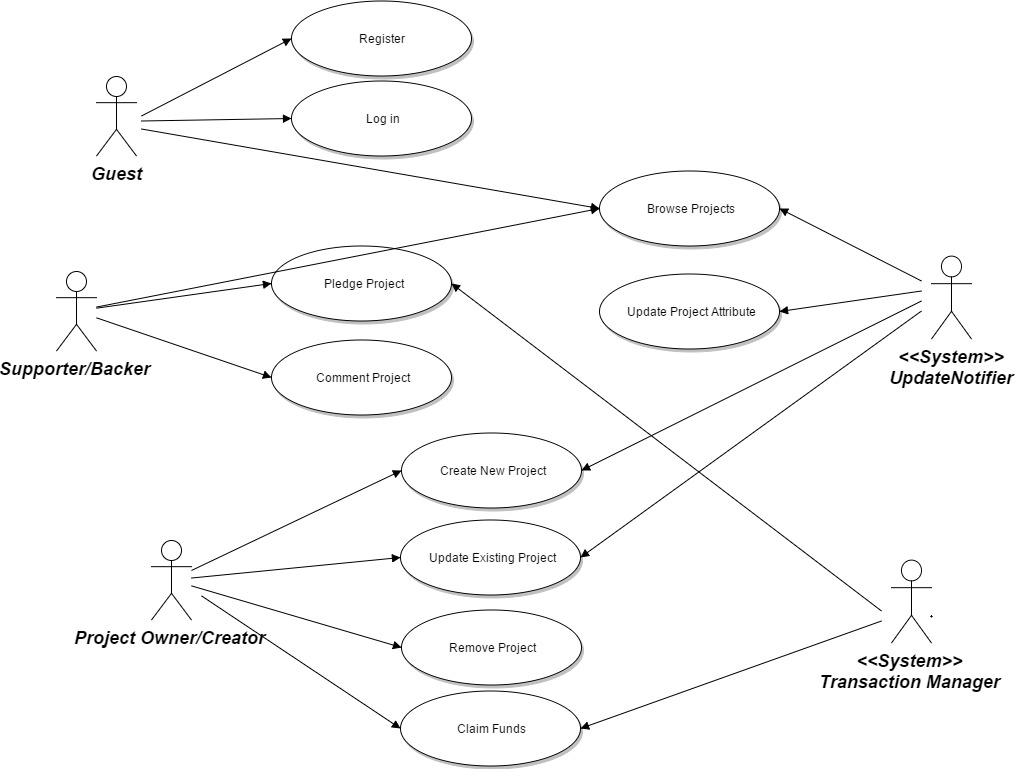 Register
Log in
Guest
Browse Projects
Pledge Project
Update Project Attribute
Supporter/Backer
Comment Project
<<System>>
UpdateNotifier
Create New Project
Update Existing Project
Project Owner/Creator
Remove Project
<<System>>
Transaction Manager
Claim Funds